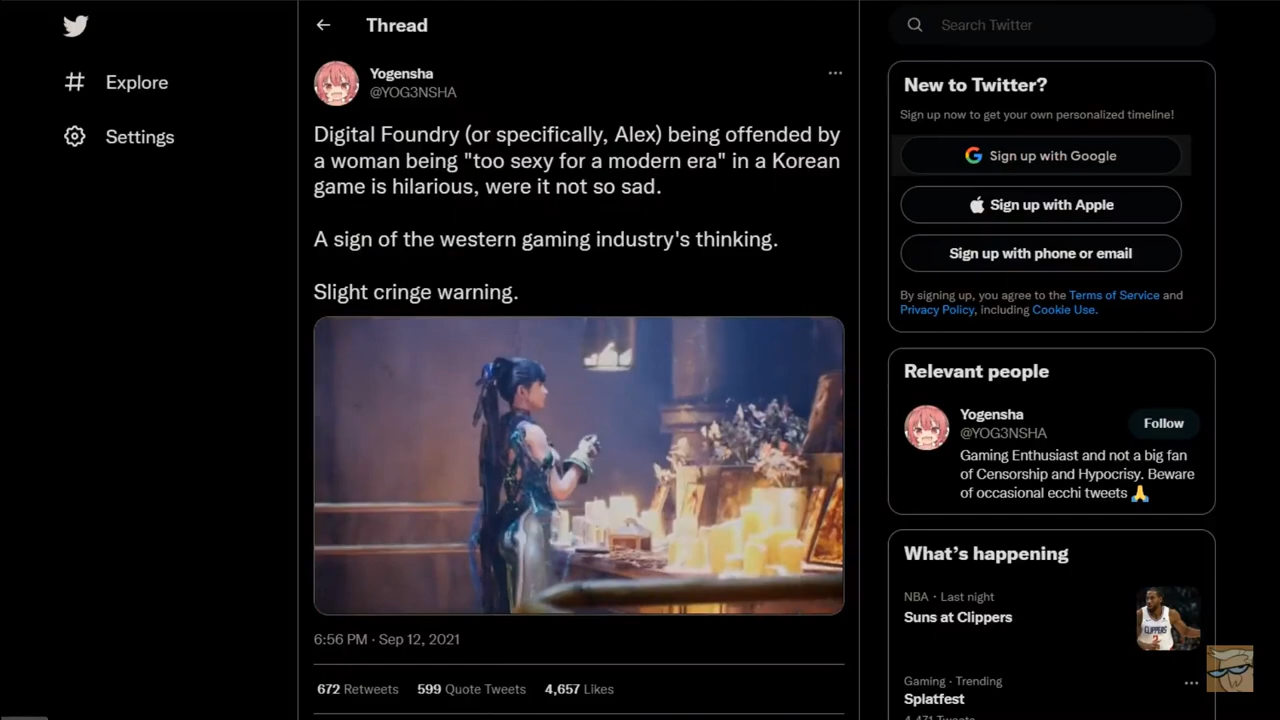 Thread
Search Twitter
Explore
Settings
Yogensha
@YOG3NSHA
Digital Foundry (or specifically, Alex) being offended by
a woman being "too sexy for a modern era" in a Korean
game is hilarious, were it not so sad.
A sign of the western gaming industry's thinking.
Slight cringe warning.
6:56 PM · Sep 12, 2021
672 Retweets 599 Quote Tweets 4,657 Likes
New to Twitter?
Sign up now to get your own personalized timeline!
Sign up with Google
Sign up with Apple
Sign up with phone or email
By signing up, you agree to the Terms of Service and
Privacy Policy, including Cookie Use.
Relevant people
Yogensha
@YOG3NSHA
Follow
Gaming Enthusiast and not a big fan
of Censorship and Hypocrisy. Beware
of occasional ecchi tweets 🙏
What's happening
NBA · Last night
Suns at Clippers
CLIPPERS
2
Gaming · Trending
Splatfest
4,471 Tweets